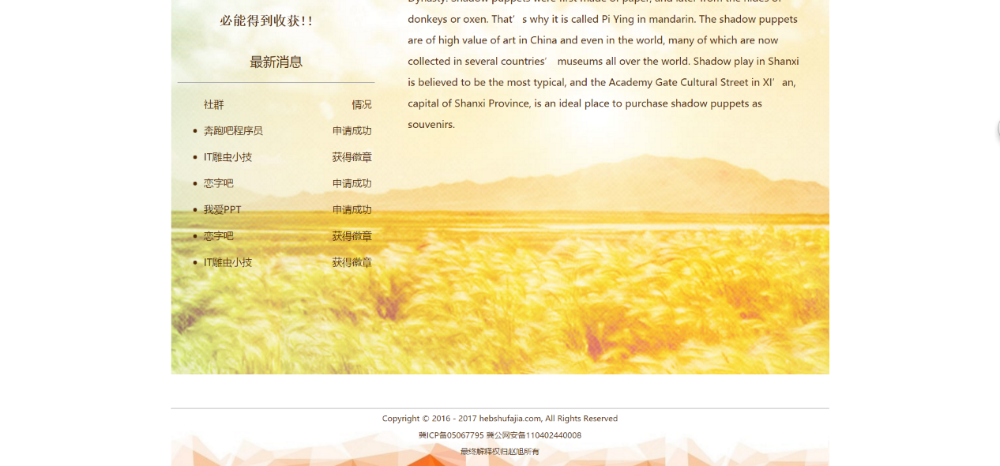 必能得到收获!!
最新消息
社群 情况
奔跑吧程序员 申请成功
IT雕虫小技 获得徽章
恋字吧 申请成功
我爱PPT 申请成功
恋字吧 获得徽章
IT雕虫小技 获得徽章
Dynasty. Shadow puppets were first made of paper, and later from the hides of
donkeys or oxen. That’s why it is called Pi Ying in mandarin. The shadow puppets
are of high value of art in China and even in the world, many of which are now
collected in several countries’ museums all over the world. Shadow play in Shanxi
is believed to be the most typical, and the Academy Gate Cultural Street in XI’an,
capital of Shanxi Province, is an ideal place to purchase shadow puppets as
souvenirs.
Copyright © 2016 - 2017 hebshufajia.com, All Rights Reserved
冀ICP备05067795 冀公网安备110402440008
最终解释权归赵旭所有